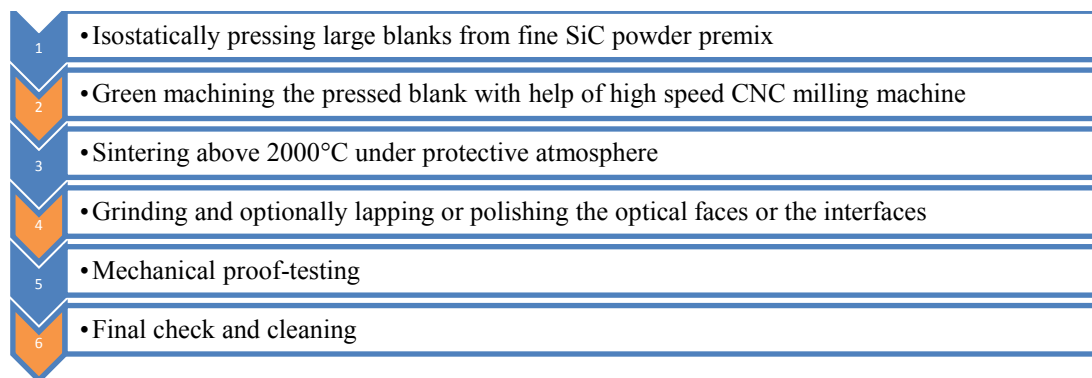 1 •Isostatically pressing large blanks from fine SiC powder premix
2 •Green machining the pressed blank with help of high speed CNC milling machine
3 •Sintering above 2000°C under protective atmosphere
4 •Grinding and optionally lapping or polishing the optical faces or the interfaces
5 •Mechanical proof-testing
6 •Final check and cleaning